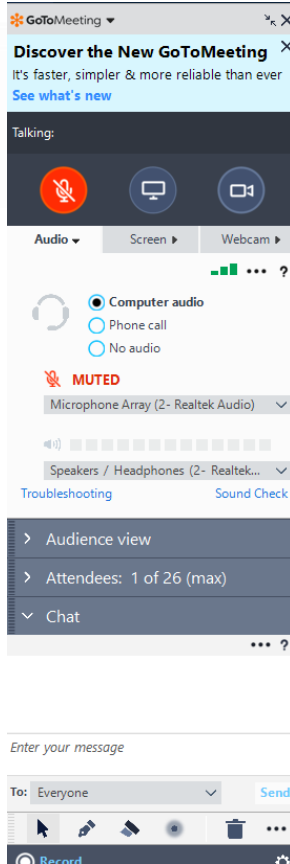 GoToMeeting
Discover the New GoToMeeting
It's faster, simpler & more reliable than ever
See what's new
Talking:
Audio Screen Webcam
?
Computer audio
Phone call
No audio
MUTED
Microphone Array (2- Realtek Audio)
Speakers / Headphones (2- Realtek...
Troubleshooting Sound Check
Audience view
Attendees: 1 of 26 (max)
Chat
?
Enter your message
To: Everyone Send
Record